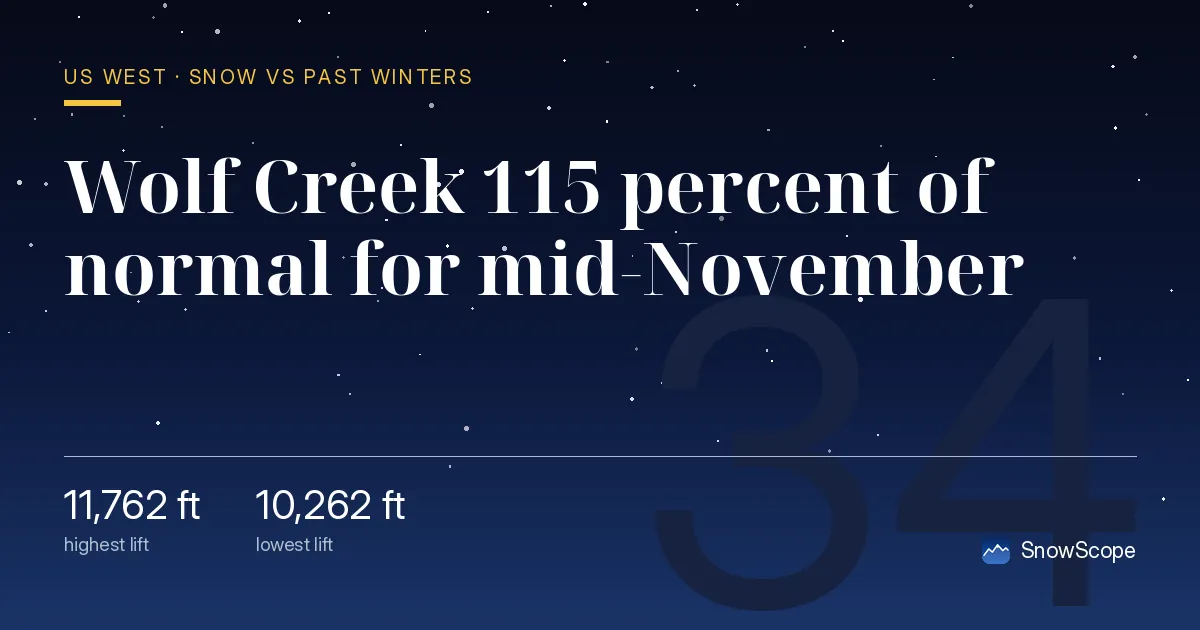 US WEST · SNOW VS PAST WINTERS
Wolf Creek 115 percent of
normal for mid-November
34
11,762 ft
highest lift
10,262 ft
lowest lift
SnowScope